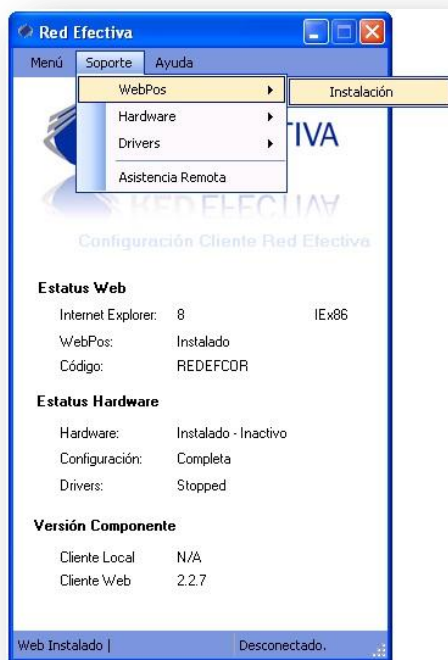 Red Efectiva
Menú Soporte Ayuda
WebPos Instalación
Hardware
Drivers
Asistencia Remota
IVA
RED EFECTIVA
Configuración Cliente Red Efectiva
Estatus Web
Internet Explorer: 8 IEx86
WebPos: Instalado
Código: REDEFCOR
Estatus Hardware
Hardware: Instalado - Inactivo
Configuración: Completa
Drivers: Stopped
Versión Componente
Cliente Local N/A
Cliente Web 2.2.7
Web Instalado | Desconectado.